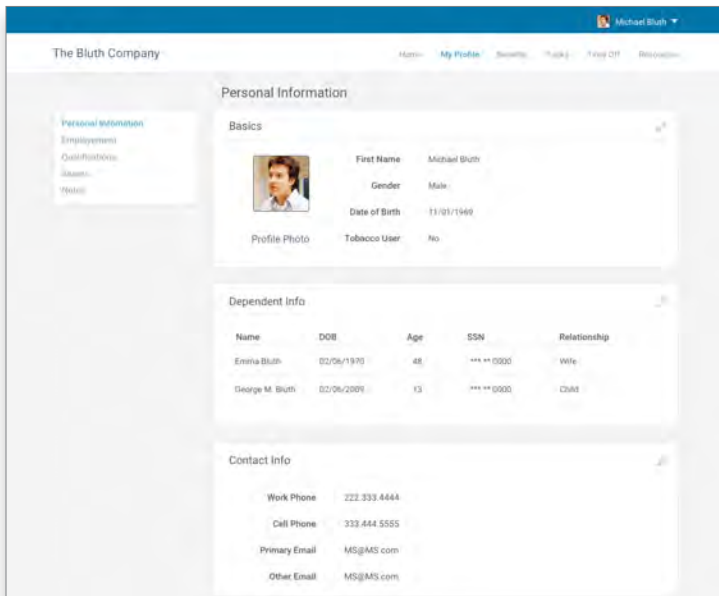 Michael Bluth
The Bluth Company
Home My Profile Benefits Tasks Time Off Resources
Personal Information
Personal Information
Employement
Qualifications
Assets
Notes
Basics
First Name Michael Bluth
Gender Male
Date of Birth 11/01/1969
Profile Photo Tobacco User No
Dependent Info
Name DOB Age SSN Relationship
Emma Bluth 02/06/1970 48 *** ** 0000 Wife
George M. Bluth 02/06/2009 13 *** ** 0000 Child
Contact Info
Work Phone 222.333.4444
Cell Phone 333.444.5555
Primary Email MS@MS.com
Other Email MS@MS.com